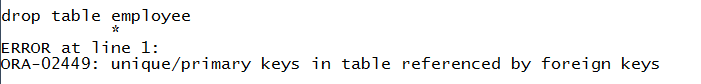 drop table employee
*
ERROR at line 1:
ORA-02449: unique/primary keys in table referenced by foreign keys